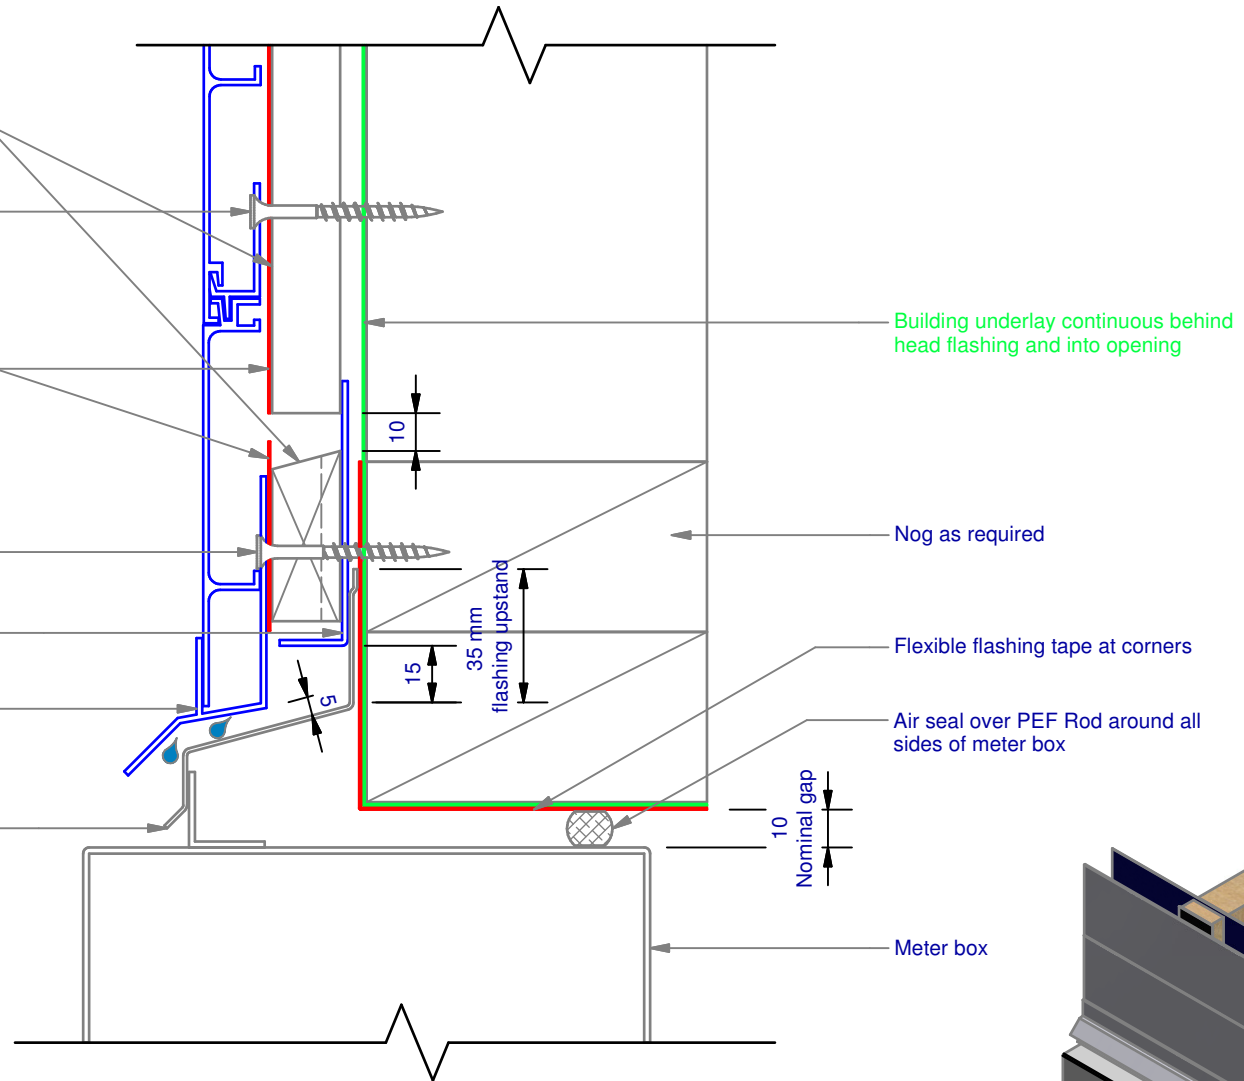 Building underlay continuous behind
head flashing and into opening
10
Nog as required
35 mm
flashing upstand
15
5
Flexible flashing tape at corners
Air seal over PEF Rod around all
sides of meter box
10
Nominal gap
Meter box